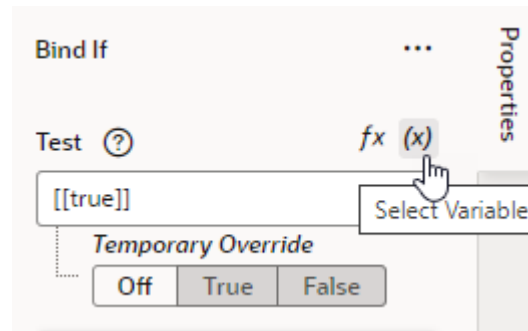 Bind If ...
Properties
Test ? fx (x)
[[true]]
Select Variable
Temporary Override
Off True False